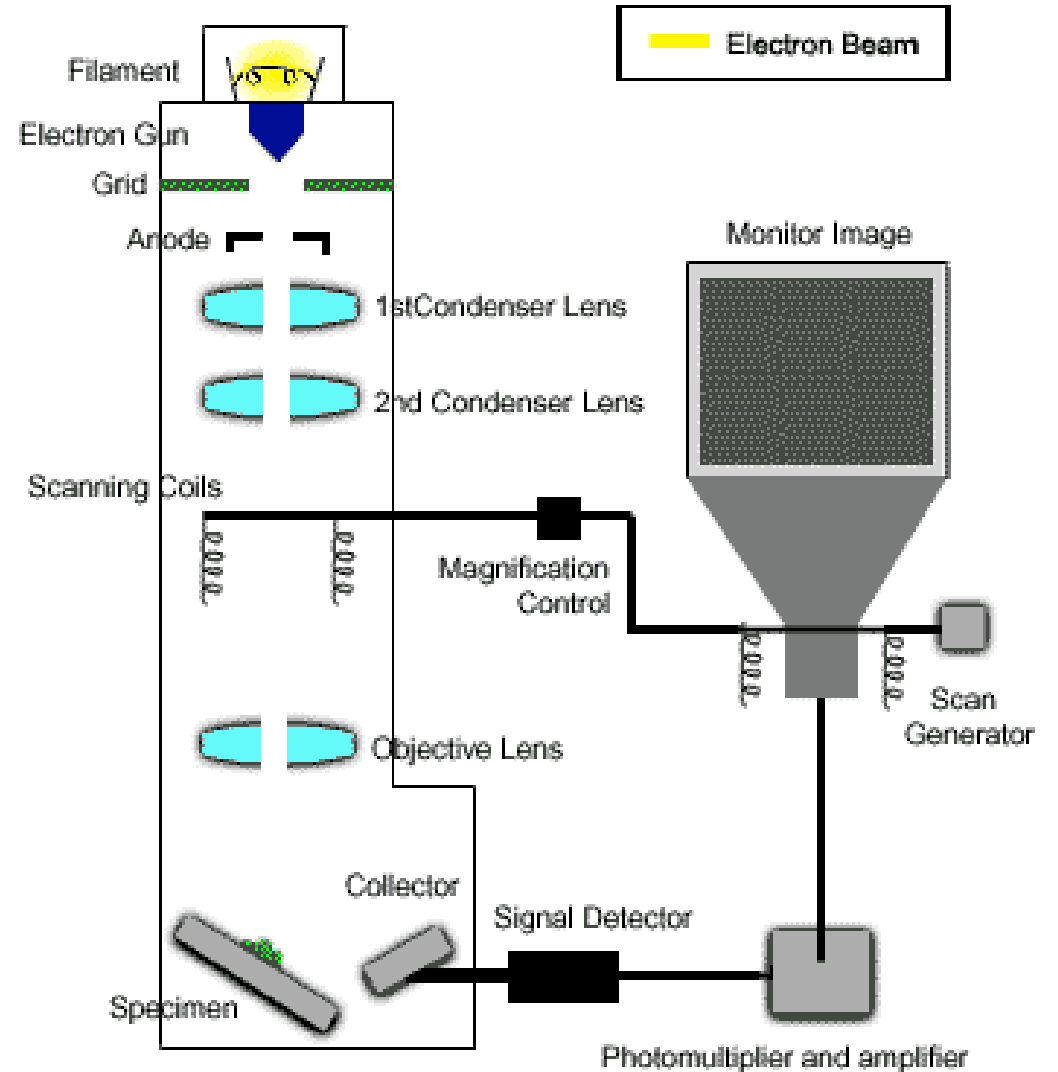 Electron Beam
Filament
Electron Gun
Grid
Anode
Monitor Image
1stCondenser Lens
2nd Condenser Lens
Scanning Coils
Magnification
Control
Scan
Generator
Objective Lens
Collector
Signal Detector
Specimen
Photomultiplier and amplifier